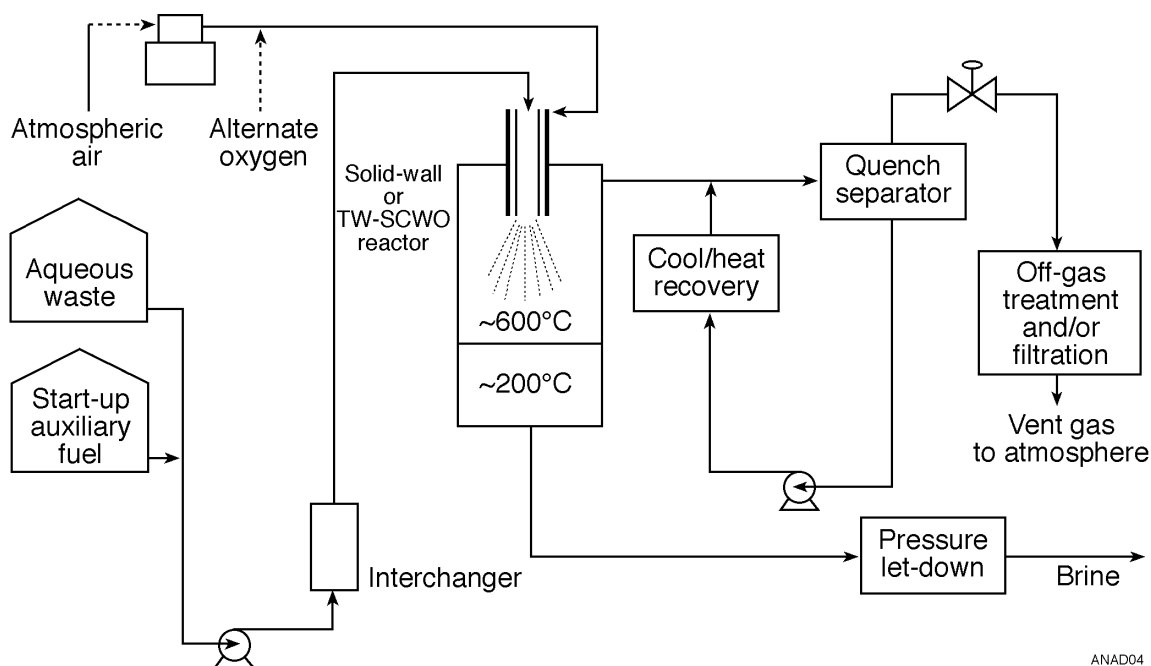 Atmospheric
air
Alternate
oxygen
Solid-wall
or
TW-SCWO
reactor
Quench
separator
Aqueous
waste
Cool/heat
recovery
Off-gas
treatment
and/or
filtration
~600°C
~200°C
Start-up
auxiliary
fuel
Vent gas
to atmosphere
Interchanger
Pressure
let-down
Brine
ANAD04